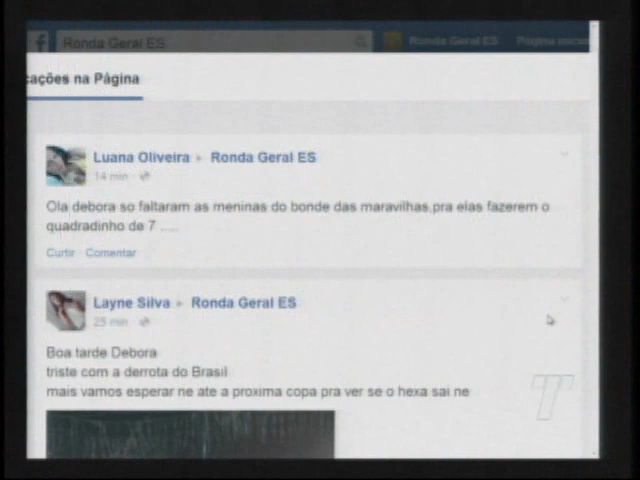 Ronda Geral ES
Ronda Geral ES
cações na Página
Luana Oliveira ▸ Ronda Geral ES
14 min
Ola debora so faltaram as meninas do bonde das maravilhas,pra elas fazerem o
quadradinho de 7 .....
Curtir · Comentar
Layne Silva ▸ Ronda Geral ES
25 min
Boa tarde Debora
triste com a derrota do Brasil
mais vamos esperar ne ate a proxima copa pra ver se o hexa sai ne
T